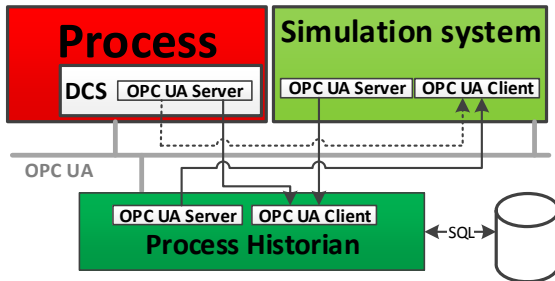 Process
Simulation system
DCS
OPC UA Server
OPC UA Server
OPC UA Client
OPC UA
OPC UA Server
OPC UA Client
Process Historian
SQL